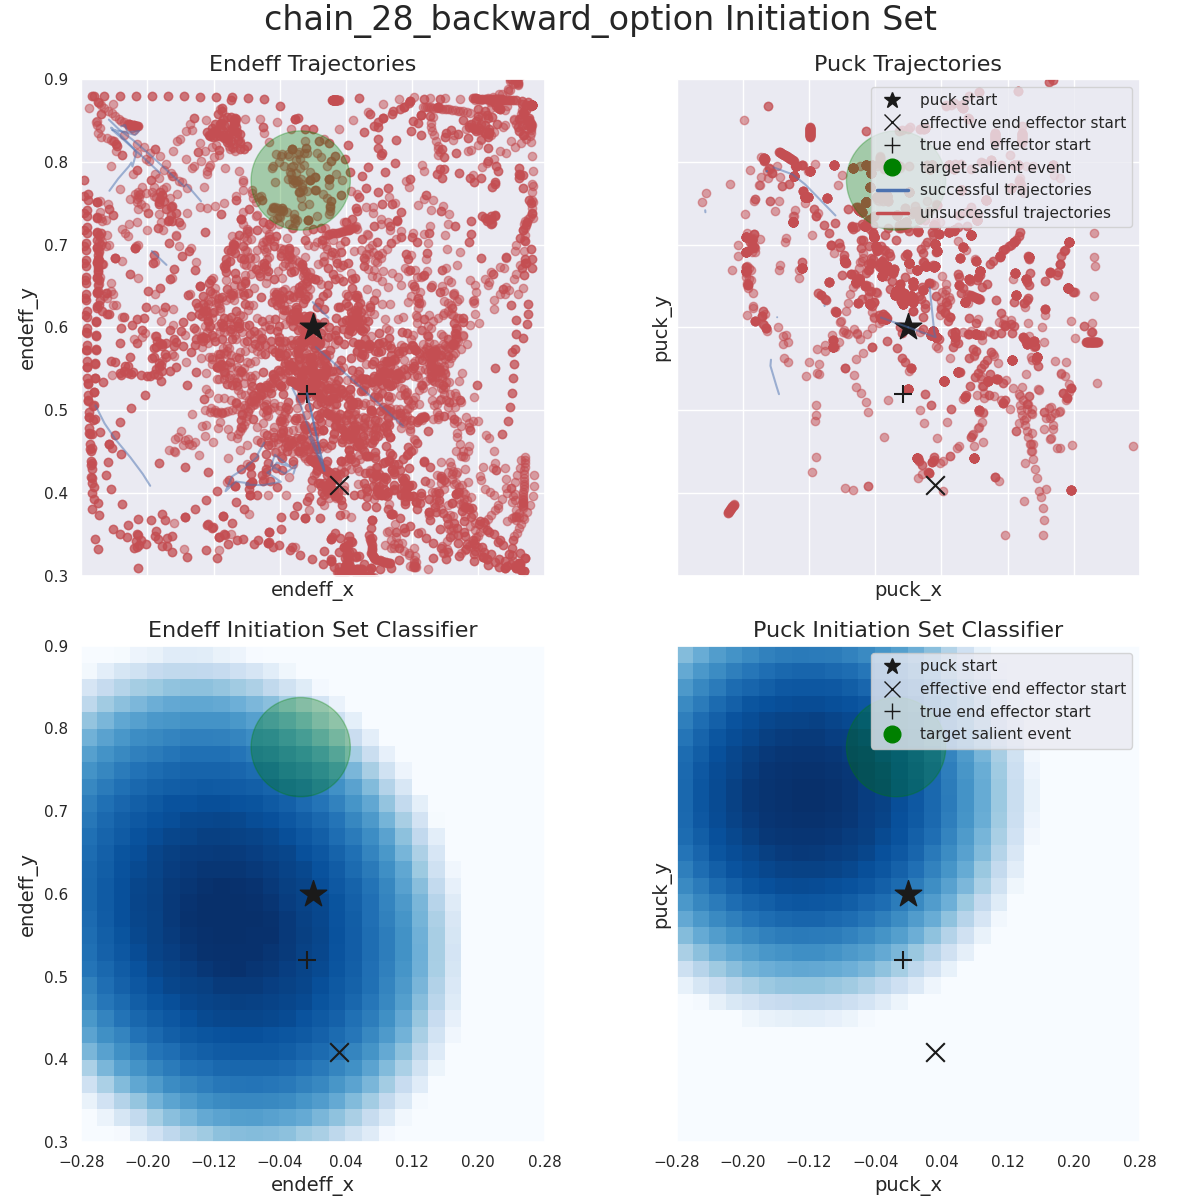 chain_28_backward_option Initiation Set
Endeff Trajectories
Puck Trajectories
0.9
0.8
0.7
0.6
0.5
0.4
0.3
endeff_y
endeff_x
puck_y
puck_x
puck start
effective end effector start
true end effector start
target salient event
successful trajectories
unsuccessful trajectories
Endeff Initiation Set Classifier
Puck Initiation Set Classifier
0.9
0.8
0.7
0.6
0.5
0.4
0.3
endeff_y
−0.28 −0.20 −0.12 −0.04 0.04 0.12 0.20 0.28
endeff_x
puck_y
puck start
effective end effector start
true end effector start
target salient event
−0.28 −0.20 −0.12 −0.04 0.04 0.12 0.20 0.28
puck_x